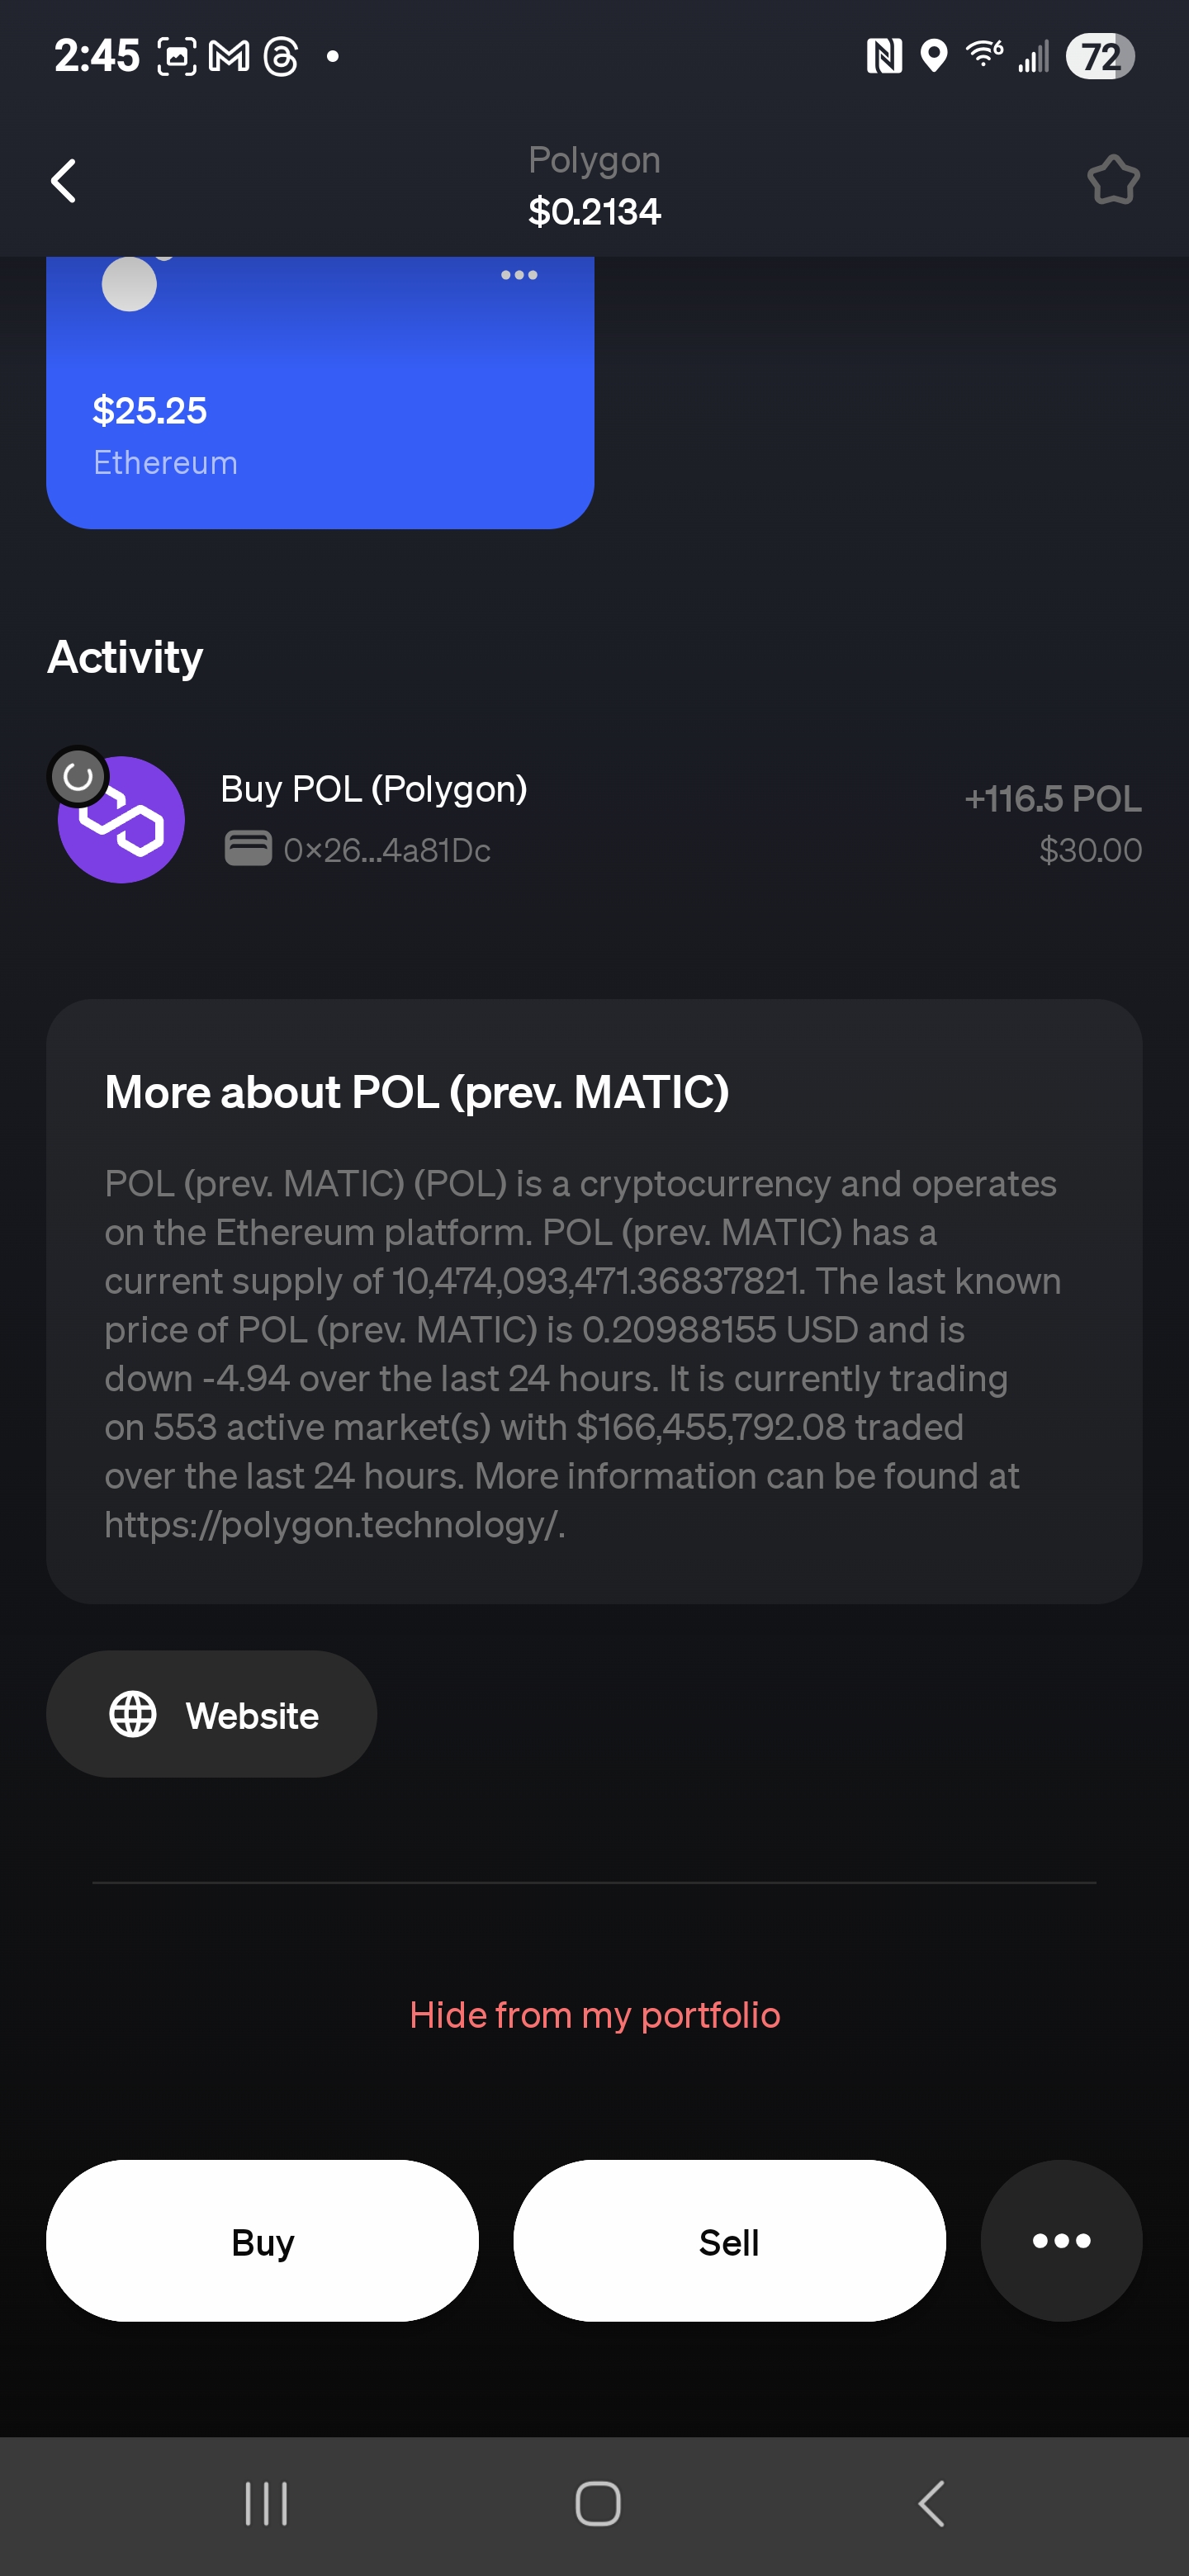 2:45
6
72
Polygon
$0.2134
$25.25
Ethereum
Activity
Buy POL (Polygon)
+116.5 POL
0×26...4a81Dc
$30.00
More about POL (prev. MATIC)
POL (prev. MATIC) (POL) is a cryptocurrency and operates
on the Ethereum platform. POL (prev. MATIC) has a
current supply of 10,474,093,471.36837821. The last known
price of POL (prev. MATIC) is 0.20988155 USD and is
down -4.94 over the last 24 hours. It is currently trading
on 553 active market(s) with $166,455,792.08 traded
over the last 24 hours. More information can be found at
https://polygon.technology/.
Website
Hide from my portfolio
Buy
Sell